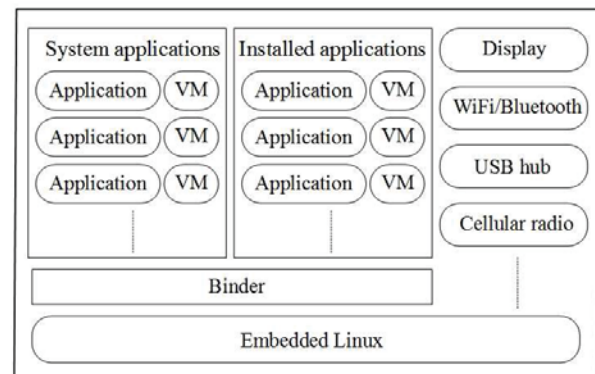 System applications
Application VM
Application VM
Application VM
Installed applications
Application VM
Application VM
Application VM
Display
WiFi/Bluetooth
USB hub
Cellular radio
Binder
Embedded Linux